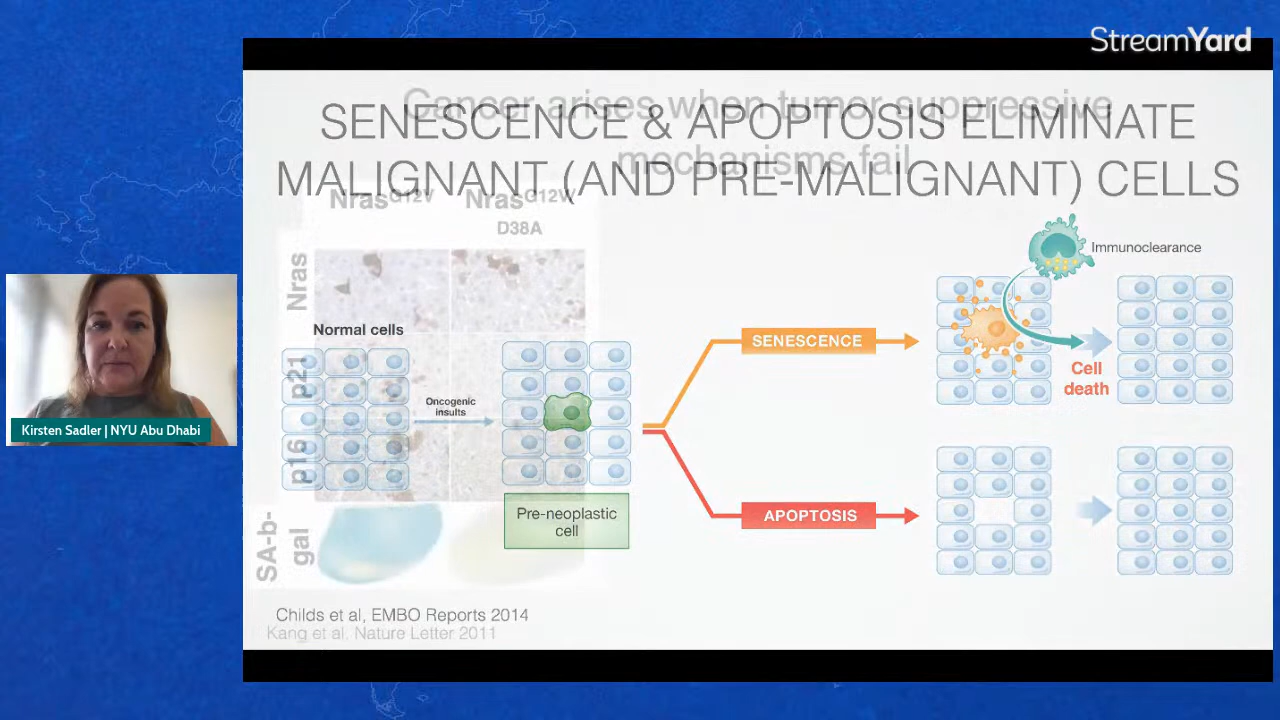 StreamYard
Cancer arises when tumor suppressive
mechanisms fail
SENESCENCE & APOPTOSIS ELIMINATE
MALIGNANT (AND PRE-MALIGNANT) CELLS
Nras G12V
Nras G12V
D38A
Nras
p21
p16
SA-b-
gal
Normal cells
Oncogenic
insults
Pre-neoplastic
cell
SENESCENCE
APOPTOSIS
Immunoclearance
Cell
death
Childs et al, EMBO Reports 2014
Kang et al, Nature Letter 2011
Kirsten Sadler | NYU Abu Dhabi